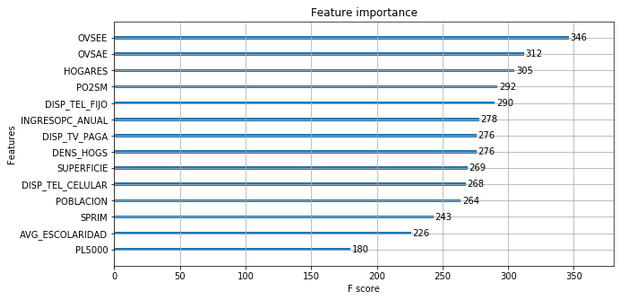 Feature importance
OVSEE 346
OVSAE 312
HOGARES 305
PO2SM 292
DISP_TEL_FIJO 290
INGRESOPC_ANUAL 278
DISP_TV_PAGA 276
DENS_HOGS 276
SUPERFICIE 269
DISP_TEL_CELULAR 268
POBLACION 264
SPRIM 243
AVG_ESCOLARIDAD 226
PL5000 180
Features
0 50 100 150 200 250 300 350
F score